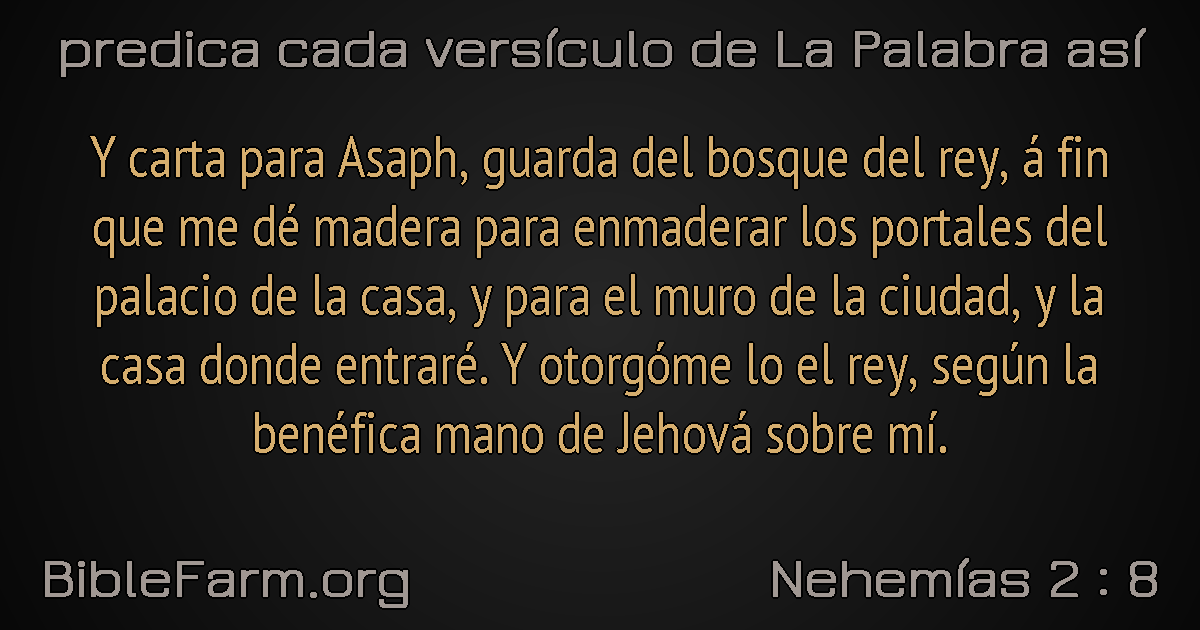 predica cada versículo de La Palabra así
Y carta para Asaph, guarda del bosque del rey, á fin
que me dé madera para enmaderar los portales del
palacio de la casa, y para el muro de la ciudad, y la
casa donde entraré. Y otorgóme lo el rey, según la
benéfica mano de Jehová sobre mí.
BibleFarm.org
Nehemías 2 : 8